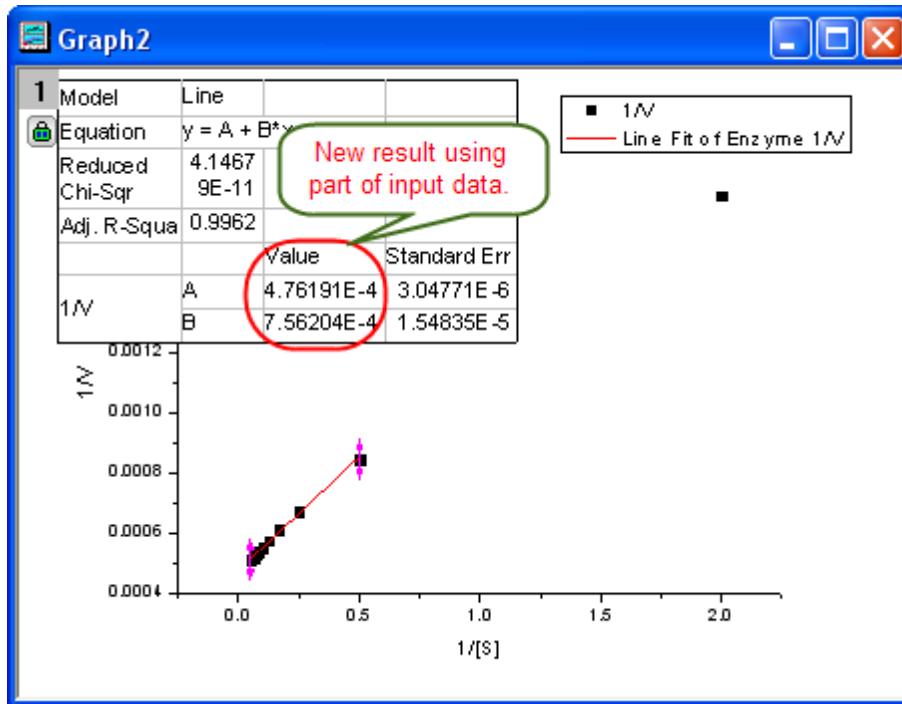 Graph2
1
Model Line
Equation y = A + B*x
Reduced Chi-Sqr 4.14679E-11
Adj. R-Squa 0.9962
Value Standard Err
1/V A 4.76191E-4 3.04771E-6
B 7.56204E-4 1.54835E-5
New result using
part of input data.
1/V
Line Fit of Enzyme 1/V
0.0012
0.0010
0.0008
0.0006
0.0004
1/V
0.0 0.5 1.0 1.5 2.0
1/[S]